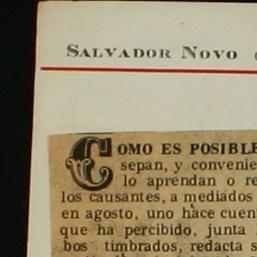 SALVADOR NOVO
COMO ES POSIBLE
sepan, y convenie
lo aprendan o re
los causantes, a mediados
en agosto, uno hace cuen
que ha percibido, junta
bos timbrados, redacta s